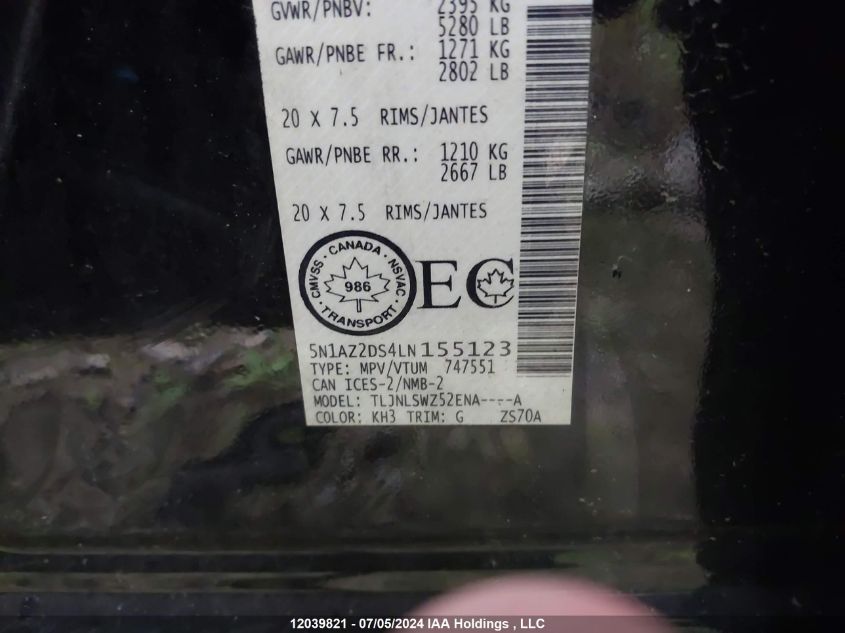 GVWR/PNBV: 2395 KG
5280 LB
GAWR/PNBE FR.: 1271 KG
2802 LB
20 X 7.5 RIMS/JANTES
GAWR/PNBE RR.: 1210 KG
2667 LB
20 X 7.5 RIMS/JANTES
CMVSS · CANADA · NSVAC · TRANSPORT ·
986
EC
5N1AZ2DS4LN155123
TYPE: MPV/VTUM 747551
CAN ICES-2/NMB-2
MODEL: TLJNLSWZ52ENA----A
COLOR: KH3 TRIM: G ZS70A
12039821 - 07/05/2024 IAA Holdings , LLC